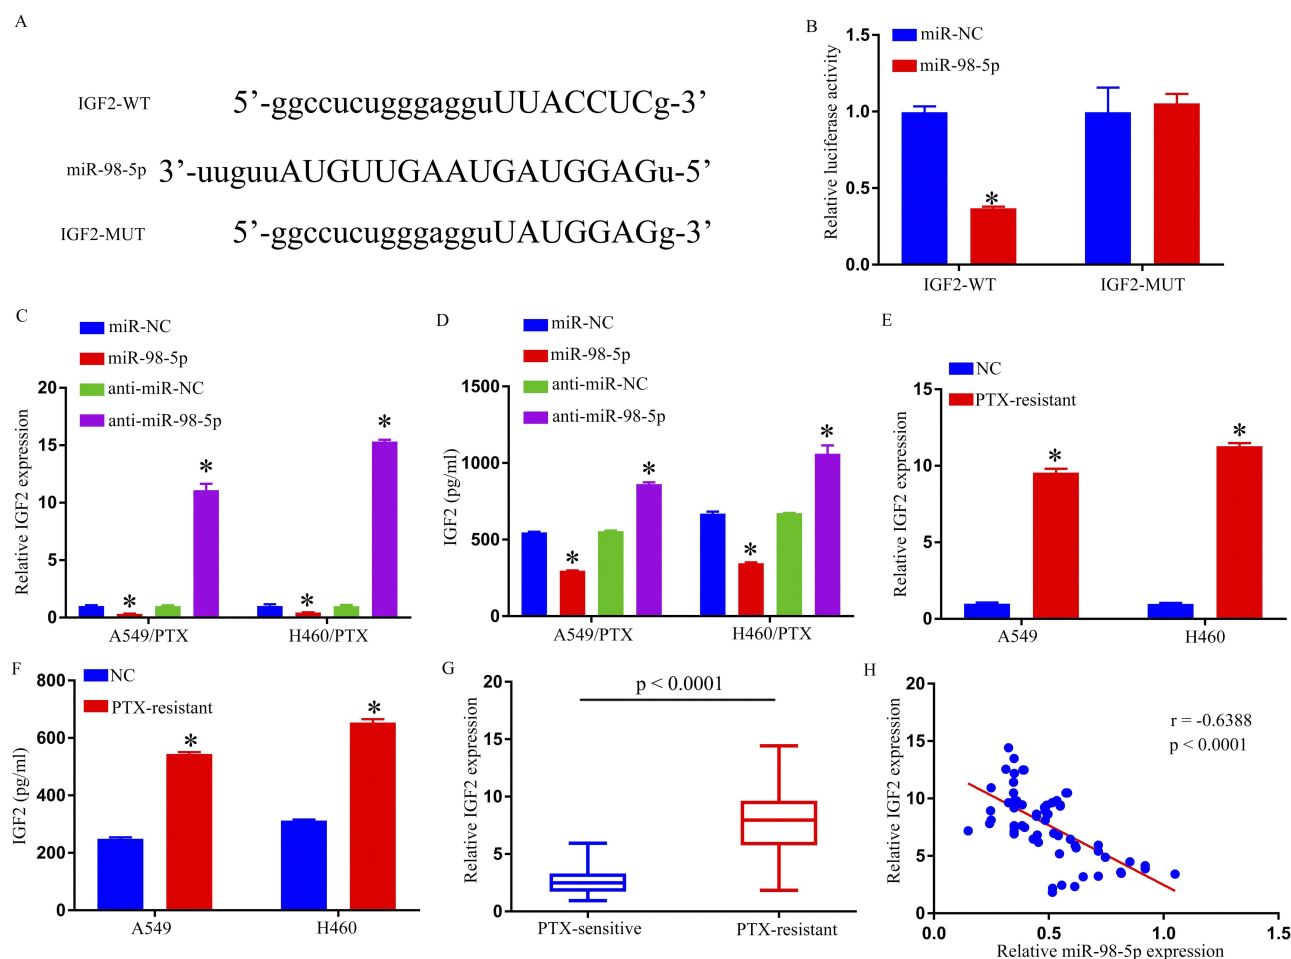 A
IGF2-WT 5’-ggccucugggagguUUACCUCg-3’
miR-98-5p 3’-uuguuAUGUUGAAUGAUGGAGu-5’
IGF2-MUT 5’-ggccucugggagguUAUGGAGg-3’
B
miR-NC
miR-98-5p
Relative luciferase activity
1.5
1.0
0.5
0.0
*
IGF2-WT IGF2-MUT
C
miR-NC
miR-98-5p
anti-miR-NC
anti-miR-98-5p
Relative IGF2 expression
20
15
10
5
0
* * * *
A549/PTX H460/PTX
D
miR-NC
miR-98-5p
anti-miR-NC
anti-miR-98-5p
IGF2 (pg/ml)
1500
1000
500
0
* * * *
A549/PTX H460/PTX
E
NC
PTX-resistant
Relative IGF2 expression
15
10
5
0
* *
A549 H460
F
NC
PTX-resistant
IGF2 (pg/ml)
800
600
400
200
0
* *
A549 H460
G
p < 0.0001
Relative IGF2 expression
20
15
10
5
0
PTX-sensitive PTX-resistant
H
r = -0.6388
p < 0.0001
Relative IGF2 expression
20
15
10
5
0
0.0 0.5 1.0 1.5
Relative miR-98-5p expression